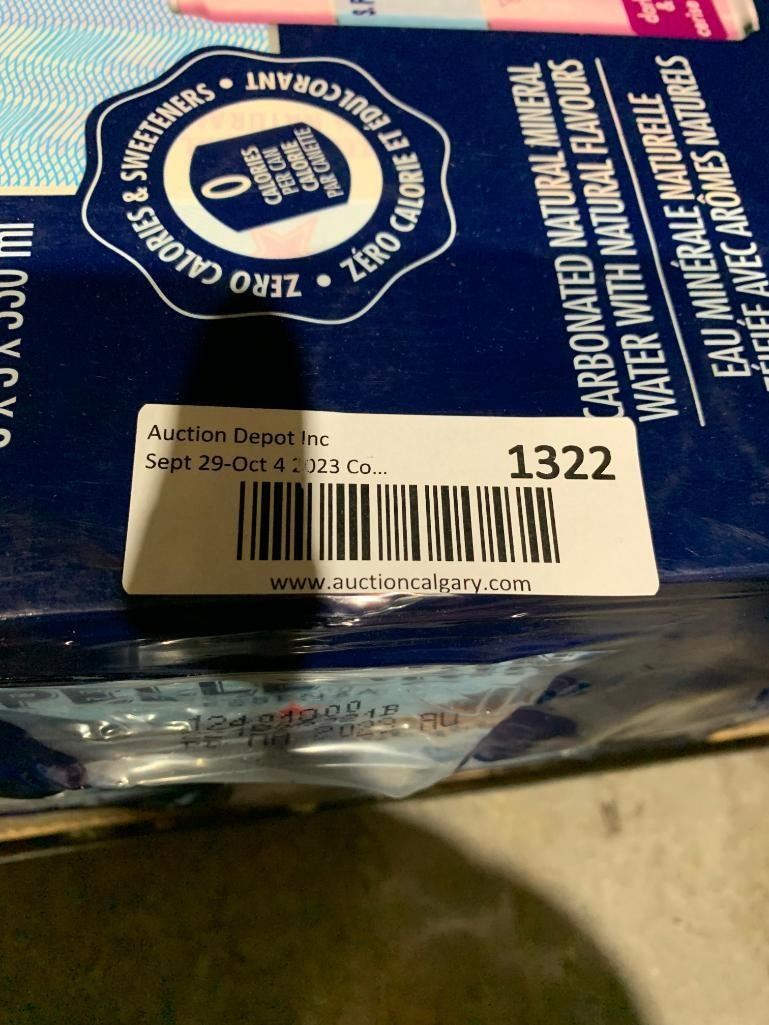 ZERO CALORIES & SWEETENERS • ZÉRO CALORIE ET ÉDULCORANT •
0
CALORIES
PER CAN
CALORIE
PAR CANETTE
CARBONATED NATURAL MINERAL
WATER WITH NATURAL FLAVOURS
EAU MINÉRALE NATURELLE
AVEC ARÔMES NATURELS
X 330 ml
Auction Depot Inc
Sept 29-Oct 4 2023 Co...
1322
www.auctioncalgary.com